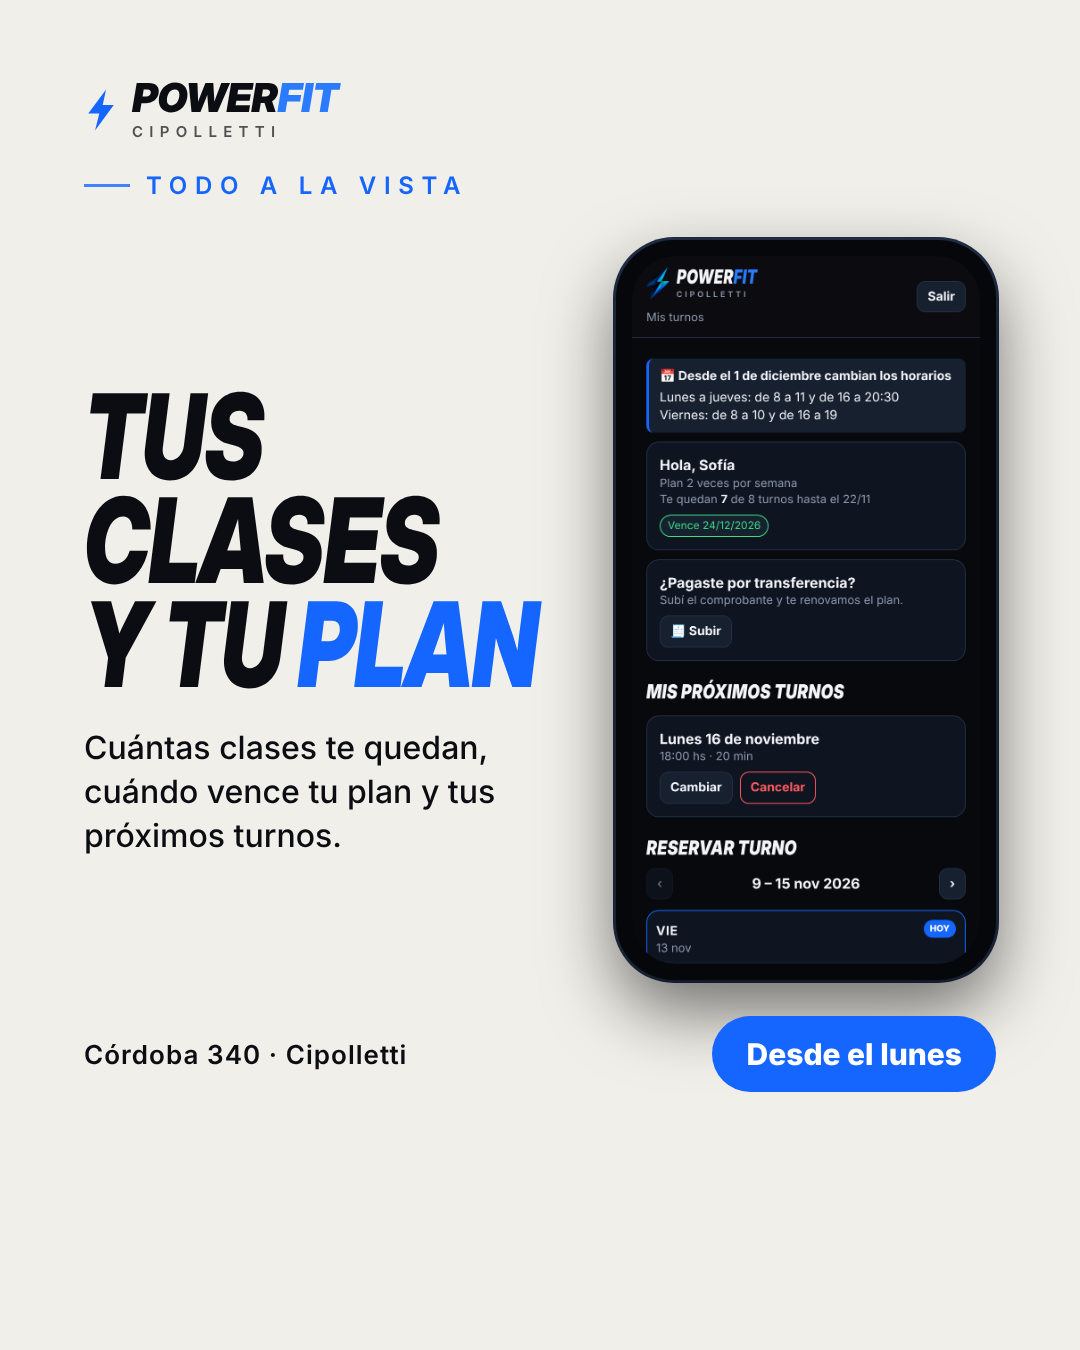 POWERFIT
CIPOLLETTI
TODO A LA VISTA
TUS
CLASES
Y TU PLAN
Cuántas clases te quedan,
cuándo vence tu plan y tus
próximos turnos.
POWERFIT
CIPOLLETTI
Mis turnos
Salir
📅 Desde el 1 de diciembre cambian los horarios
Lunes a jueves: de 8 a 11 y de 16 a 20:30
Viernes: de 8 a 10 y de 16 a 19
Hola, Sofía
Plan 2 veces por semana
Te quedan 7 de 8 turnos hasta el 22/11
Vence 24/12/2026
¿Pagaste por transferencia?
Subí el comprobante y te renovamos el plan.
🧾 Subir
MIS PRÓXIMOS TURNOS
Lunes 16 de noviembre
18:00 hs · 20 min
Cambiar Cancelar
RESERVAR TURNO
‹ 9 – 15 nov 2026 ›
VIE HOY
13 nov
Córdoba 340 · Cipolletti
Desde el lunes